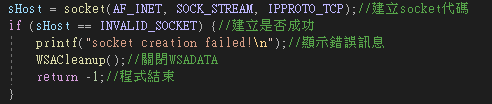 sHost = socket(AF_INET, SOCK_STREAM, IPPROTO_TCP);//建立socket代碼
if (sHost == INVALID_SOCKET) {//建立是否成功
printf("socket creation failed!\n");//顯示錯誤訊息
WSACleanup();//關閉WSADATA
return -1;//程式結束
}